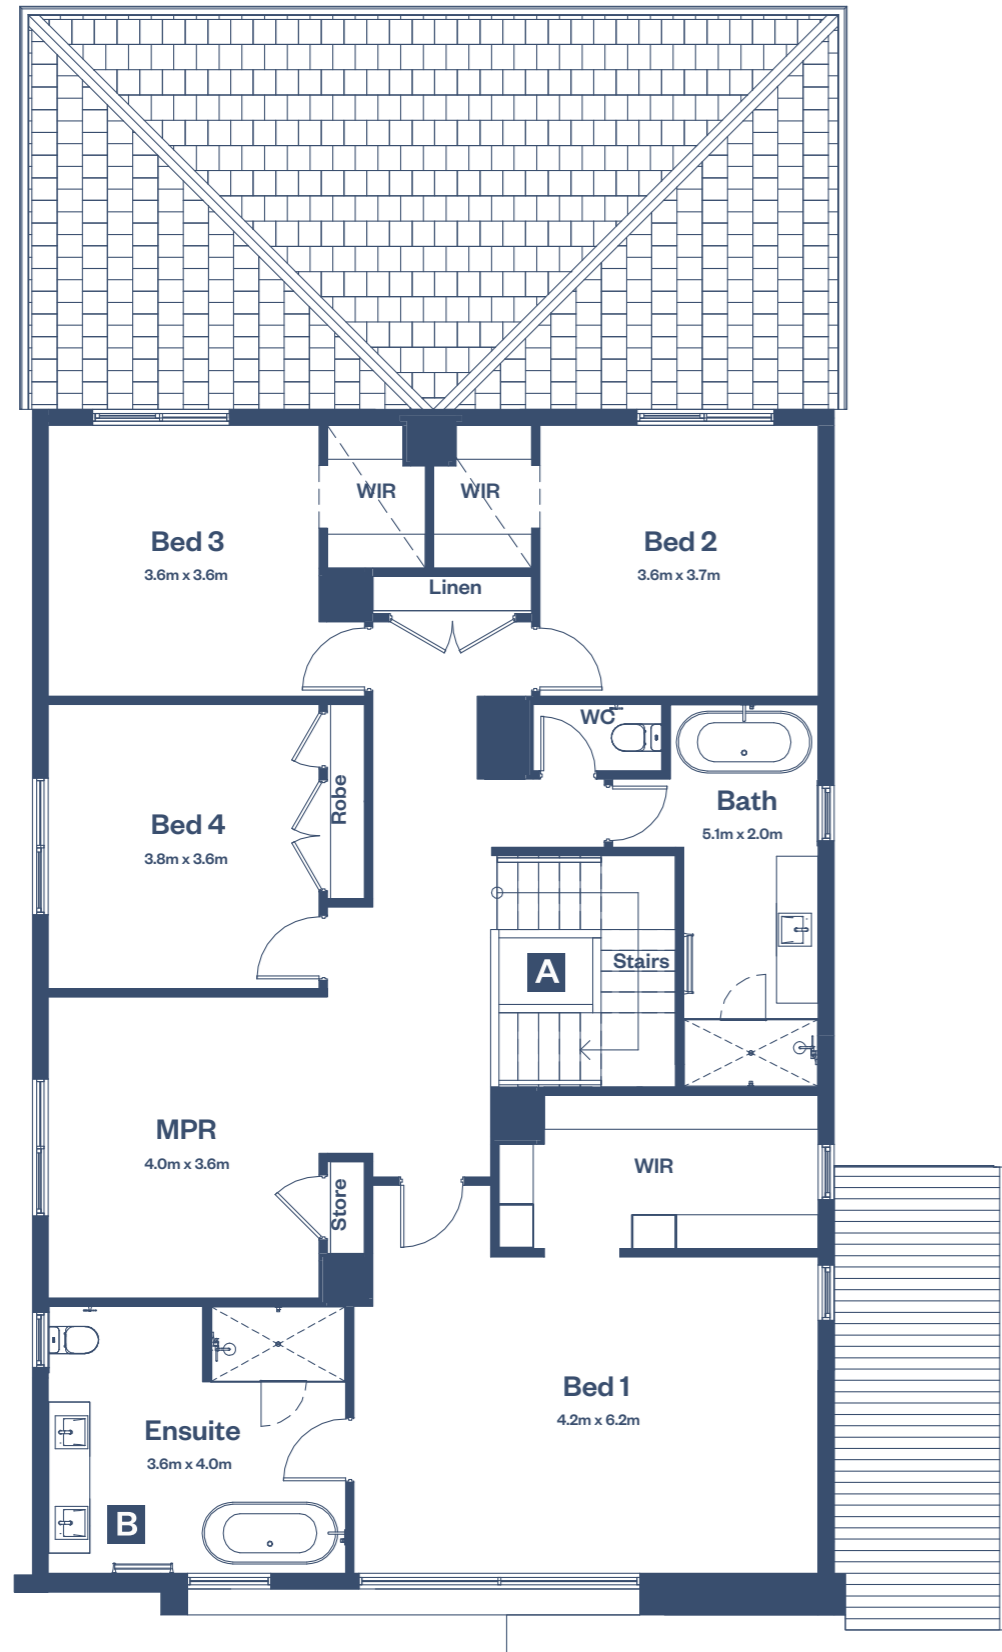 WIR
WIR
Bed 3
3.6m x 3.6m
Bed 2
3.6m x 3.7m
Linen
WC
Bath
5.1m x 2.0m
Robe
Bed 4
3.8m x 3.6m
A
Stairs
MPR
4.0m x 3.6m
WIR
Store
Bed 1
4.2m x 6.2m
Ensuite
3.6m x 4.0m
B